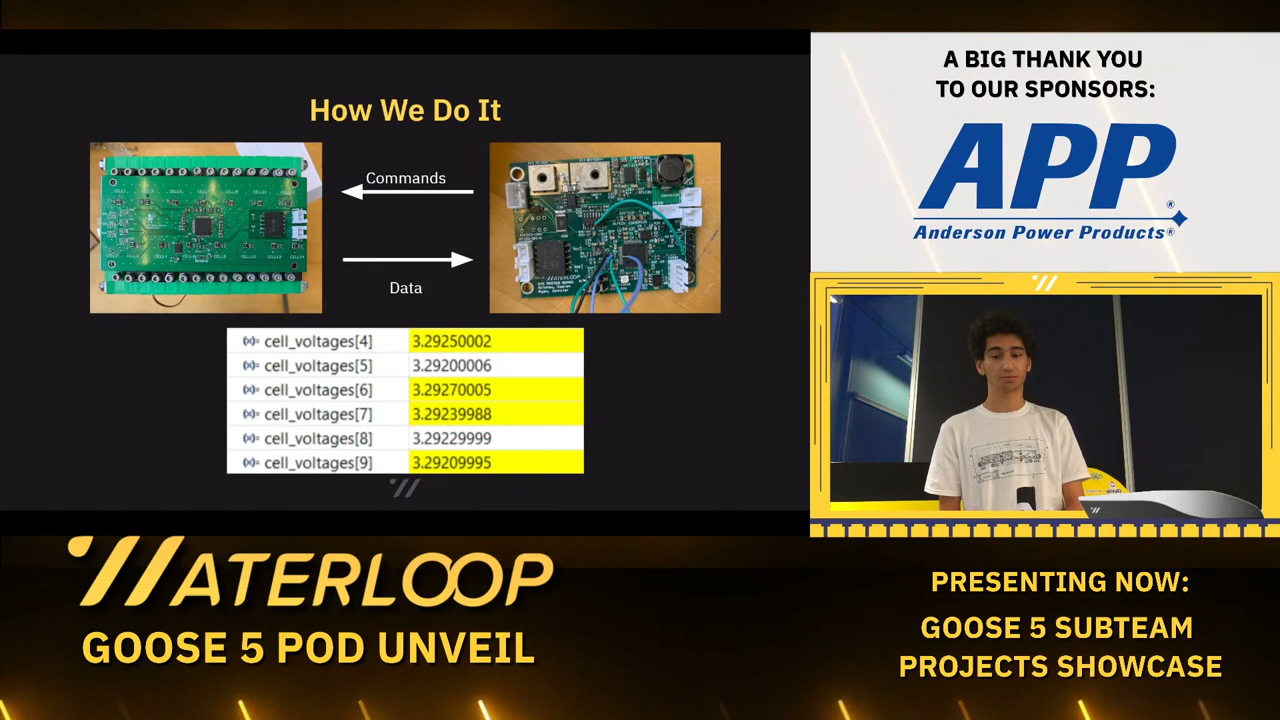 How We Do It
Commands
Data
WATERLOOP
(x)= cell_voltages[4] 3.29250002
(x)= cell_voltages[5] 3.29200006
(x)= cell_voltages[6] 3.29270005
(x)= cell_voltages[7] 3.29239988
(x)= cell_voltages[8] 3.29229999
(x)= cell_voltages[9] 3.29209995
A BIG THANK YOU
TO OUR SPONSORS:
APP®
Anderson Power Products®
WATERLOOP
GOOSE 5 POD UNVEIL
PRESENTING NOW:
GOOSE 5 SUBTEAM
PROJECTS SHOWCASE